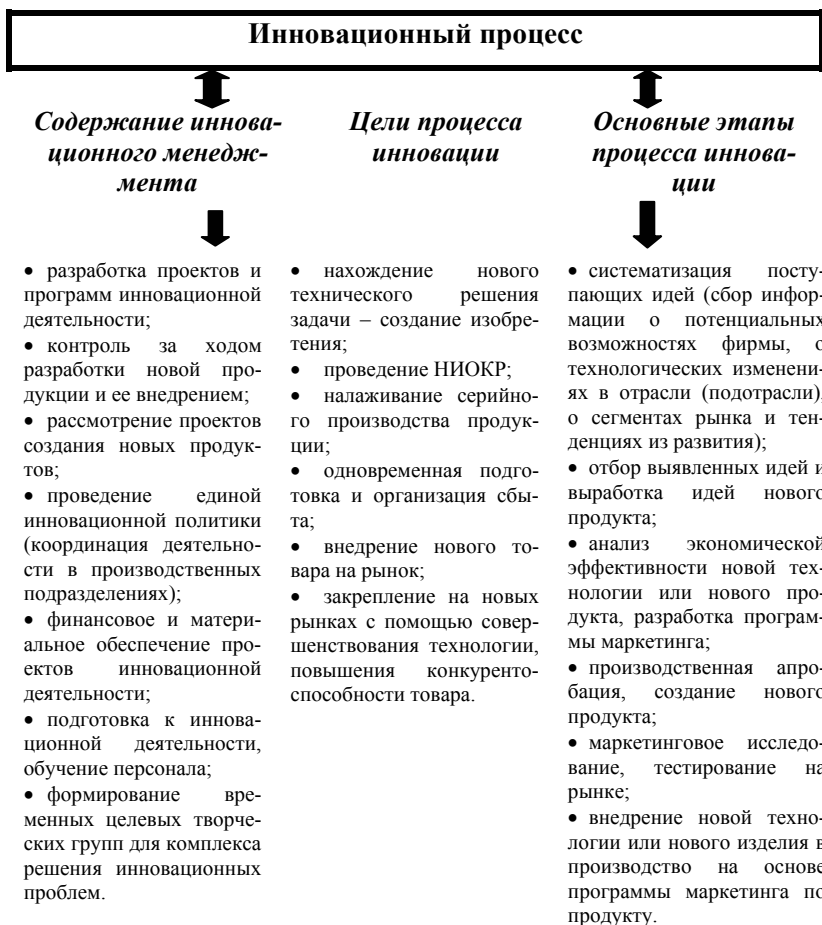 Инновационный процесс
Содержание иннова-
ционного менедж-
мента
Цели процесса
инновации
Основные этапы
процесса иннова-
ции
• разработка проектов и
программ инновационной
деятельности;
• контроль за ходом
разработки новой про-
дукции и ее внедрением;
• рассмотрение проектов
создания новых продук-
тов;
• проведение единой
инновационной политики
(координация деятельно-
сти в производственных
подразделениях);
• финансовое и матери-
альное обеспечение про-
ектов инновационной
деятельности;
• подготовка к иннова-
ционной деятельности,
обучение персонала;
• формирование вре-
менных целевых творче-
ских групп для комплекса
решения инновационных
проблем.
• нахождение нового
технического решения
задачи – создание изобре-
тения;
• проведение НИОКР;
• налаживание серийно-
го производства продук-
ции;
• одновременная подго-
товка и организация сбы-
та;
• внедрение нового то-
вара на рынок;
• закрепление на новых
рынках с помощью совер-
шенствования технологии,
повышения конкуренто-
способности товара.
• систематизация посту-
пающих идей (сбор инфор-
мации о потенциальных
возможностях фирмы, о
технологических изменени-
ях в отрасли (подотрасли),
о сегментах рынка и тен-
денциях из развития);
• отбор выявленных идей и
выработка идей нового
продукта;
• анализ экономической
эффективности новой тех-
нологии или нового про-
дукта, разработка програм-
мы маркетинга;
• производственная апро-
бация, создание нового
продукта;
• маркетинговое исследо-
вание, тестирование на
рынке;
• внедрение новой техно-
логии или нового изделия в
производство на основе
программы маркетинга по
продукту.